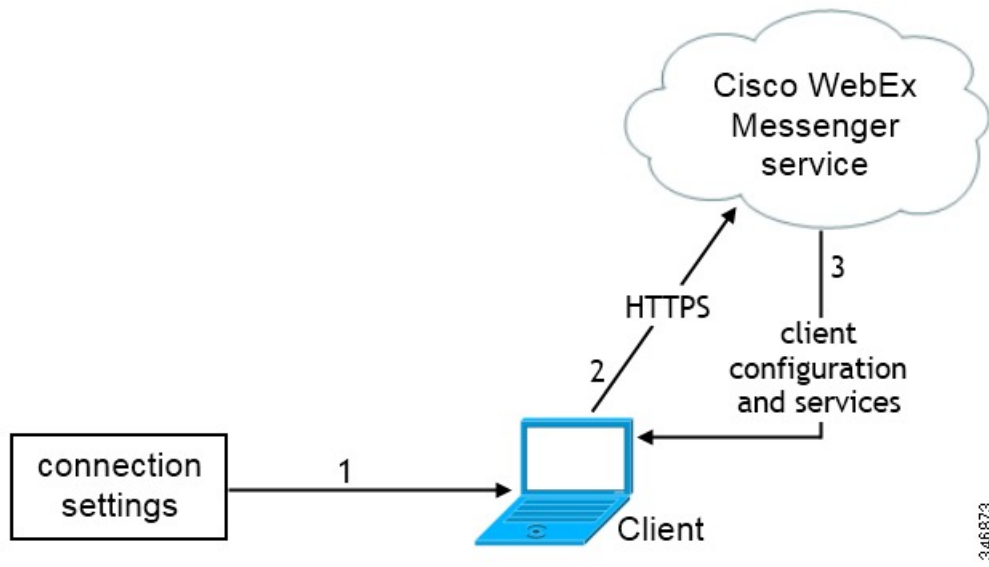 Cisco WebEx
Messenger
service
3
HTTPS
client
configuration
and services
2
connection
settings
1
Client
346873